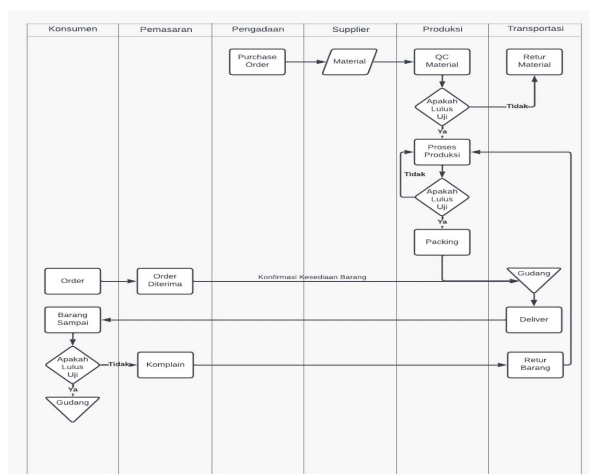 Konsumen
Pemasaran
Pengadaan
Supplier
Produksi
Transportasi
Purchase
Order
Material
QC
Material
Retur
Material
Apakah
Lulus
Uji
Tidak
Ya
Proses
Produksi
Tidak
Apakah
Lulus
Uji
Ya
Packing
Order
Order
Diterima
Konfirmasi Kesediaan Barang
Gudang
Barang
Sampai
Deliver
Apakah
Lulus
Uji
Tidak
Komplain
Retur
Barang
Ya
Gudang